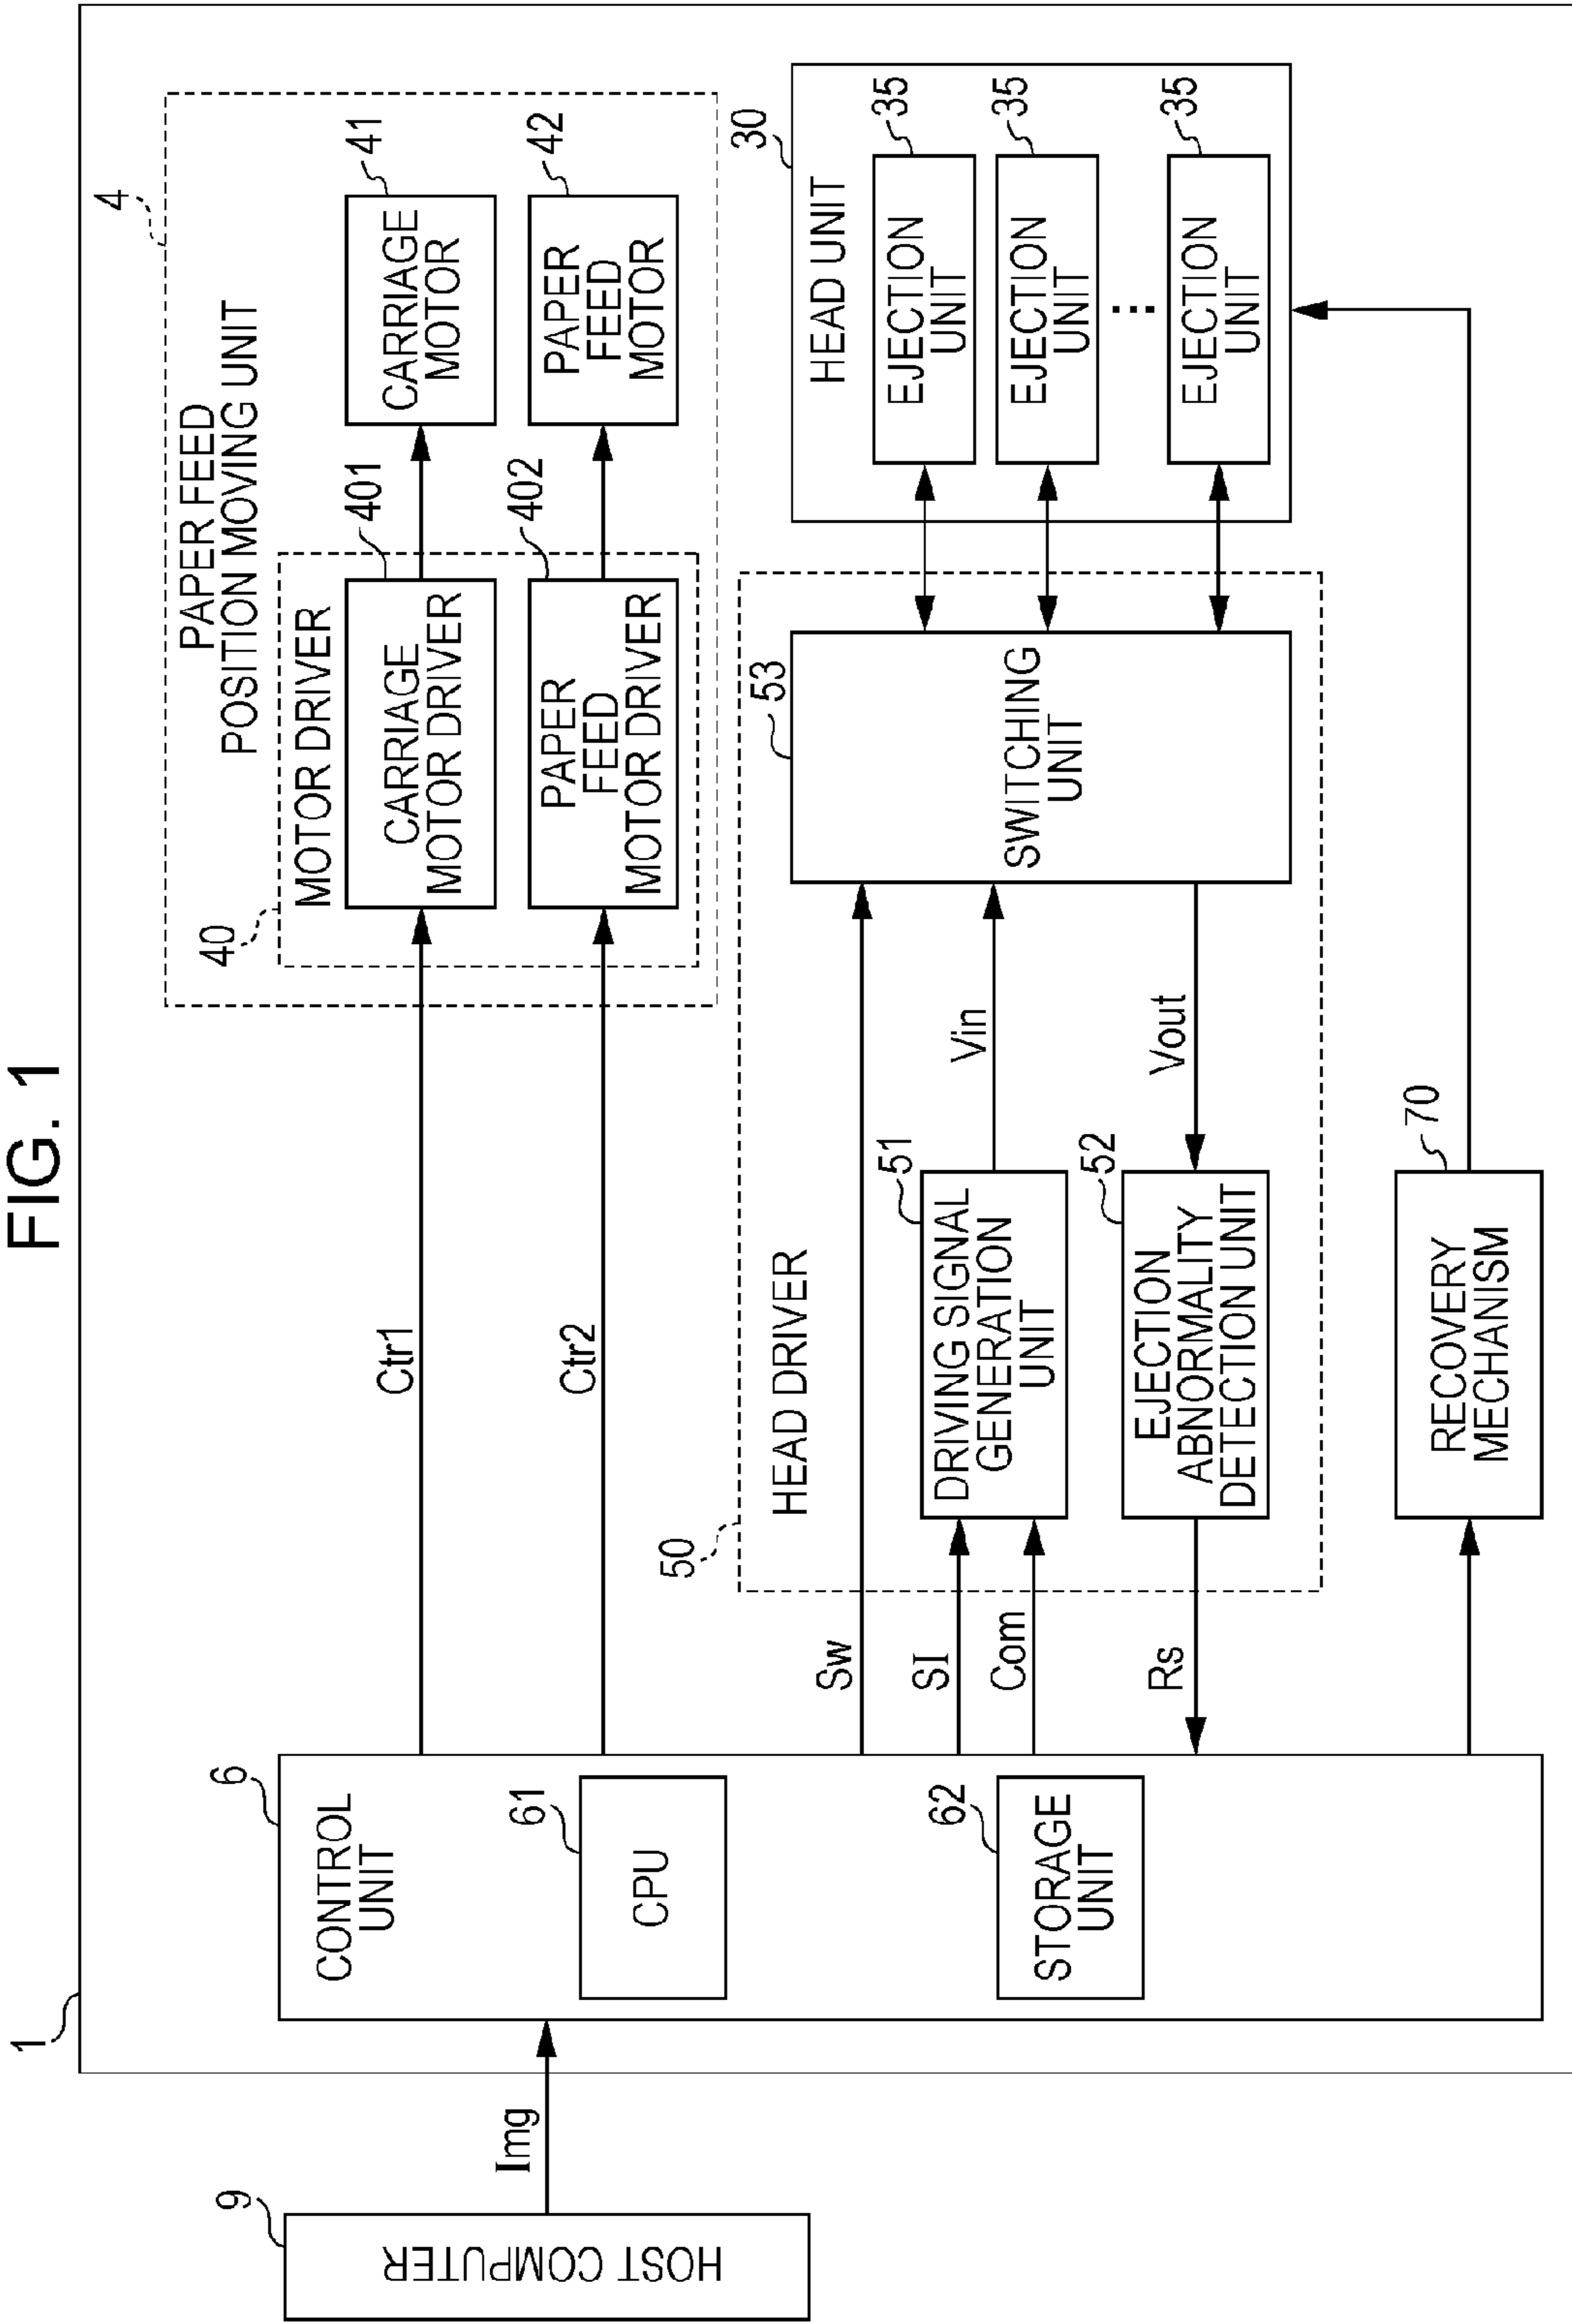 FIG. 1
1
9
HOST COMPUTER
Img
6
CONTROL
UNIT
61
CPU
62
STORAGE
UNIT
Ctr1
Ctr2
4
PAPER FEED
POSITION MOVING UNIT
40
MOTOR DRIVER
401
CARRIAGE
MOTOR DRIVER
402
PAPER
FEED
MOTOR DRIVER
41
CARRIAGE
MOTOR
42
PAPER
FEED
MOTOR
Sw
SI
Com
Rs
50
HEAD DRIVER
51
DRIVING SIGNAL
GENERATION
UNIT
52
EJECTION
ABNORMALITY
DETECTION UNIT
Vin
Vout
53
SWITCHING
UNIT
30
HEAD UNIT
35
EJECTION
UNIT
35
EJECTION
UNIT
...
35
EJECTION
UNIT
70
RECOVERY
MECHANISM